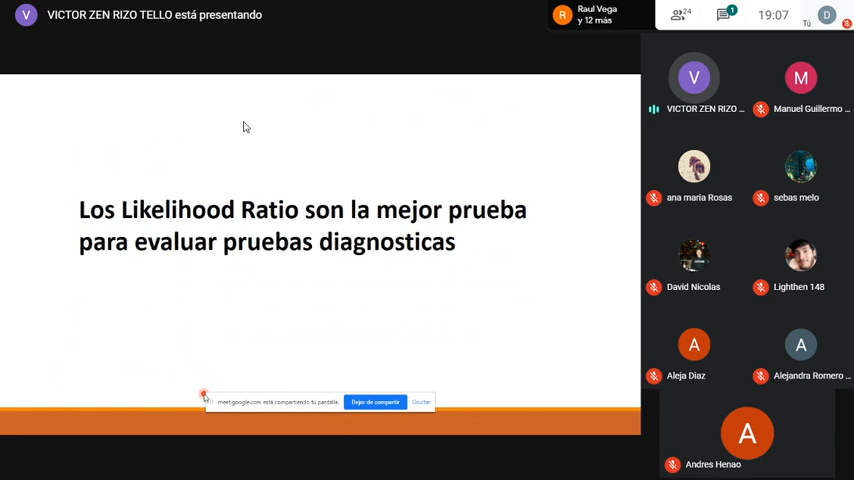 V VICTOR ZEN RIZO TELLO está presentando
R Raul Vega
y 12 más
24
1
19:07
Tú
D
V
M
VICTOR ZEN RIZO ...
Manuel Guillermo ...
ana maria Rosas
sebas melo
Los Likelihood Ratio son la mejor prueba
para evaluar pruebas diagnosticas
David Nicolas
Lighthen 148
A
A
Aleja Diaz
Alejandra Romero ...
meet.google.com está compartiendo tu pantalla.
Dejar de compartir
Ocultar
A
Andres Henao